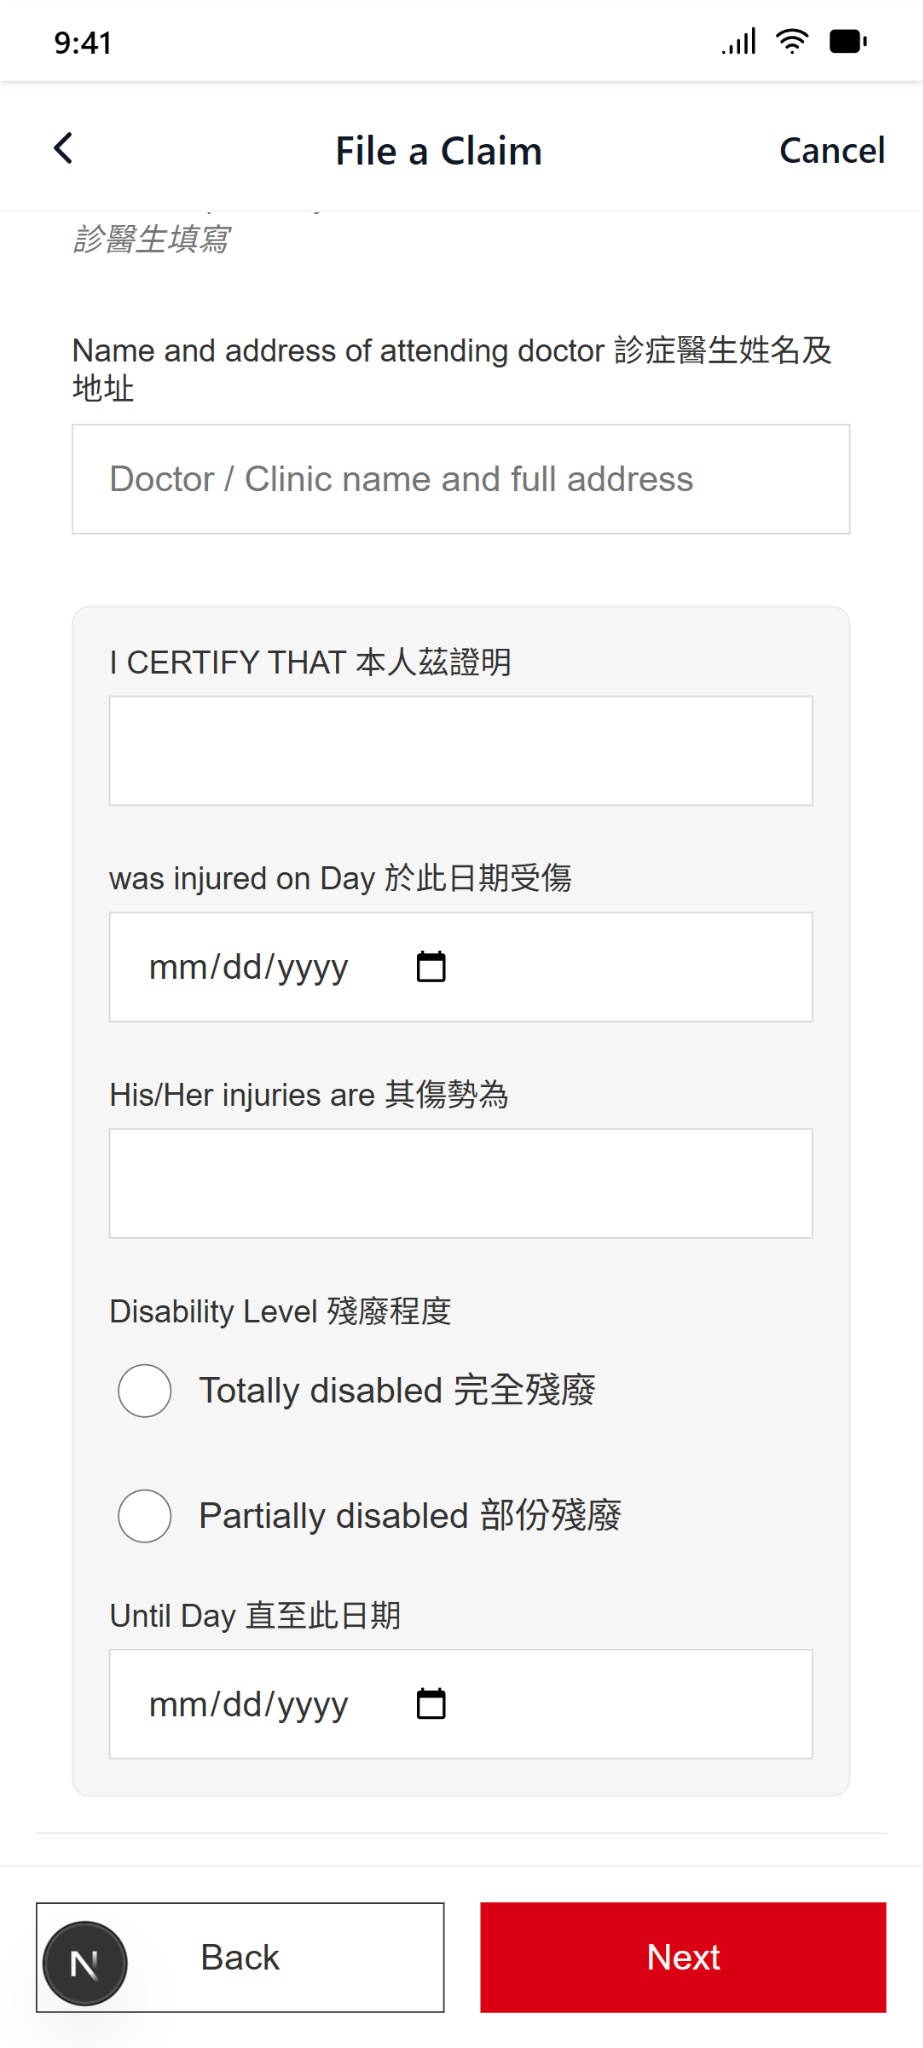 9:41
File a Claim
Cancel
診醫生填寫
Name and address of attending doctor 診症醫生姓名及
地址
Doctor / Clinic name and full address
I CERTIFY THAT 本人茲證明
was injured on Day 於此日期受傷
mm/dd/yyyy
His/Her injuries are 其傷勢為
Disability Level 殘廢程度
Totally disabled 完全殘廢
Partially disabled 部份殘廢
Until Day 直至此日期
mm/dd/yyyy
N
Back
Next